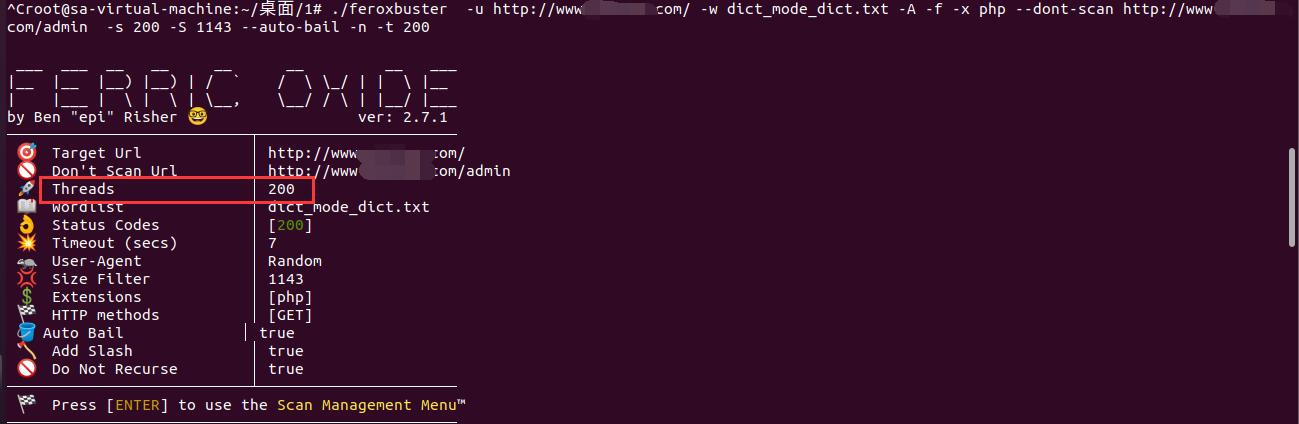 ^Croot@sa-virtual-machine:~/桌面/1# ./feroxbuster -u http://www com/ -w dict_mode_dict.txt -A -f -x php --dont-scan http://www
com/admin -s 200 -S 1143 --auto-bail -n -t 200
FERRIC OXIDE
by Ben "epi" Risher 🤓 ver: 2.7.1
🎯 Target Url │ http://www com/
🚫 Don't Scan Url │ http://www com/admin
🚀 Threads │ 200
📖 Wordlist │ dict_mode_dict.txt
👌 Status Codes │ [200]
💥 Timeout (secs) │ 7
🦡 User-Agent │ Random
💢 Size Filter │ 1143
💲 Extensions │ [php]
🏁 HTTP methods │ [GET]
🪣 Auto Bail │ true
🪓 Add Slash │ true
🚫 Do Not Recurse │ true
🏁 Press [ENTER] to use the Scan Management Menu™